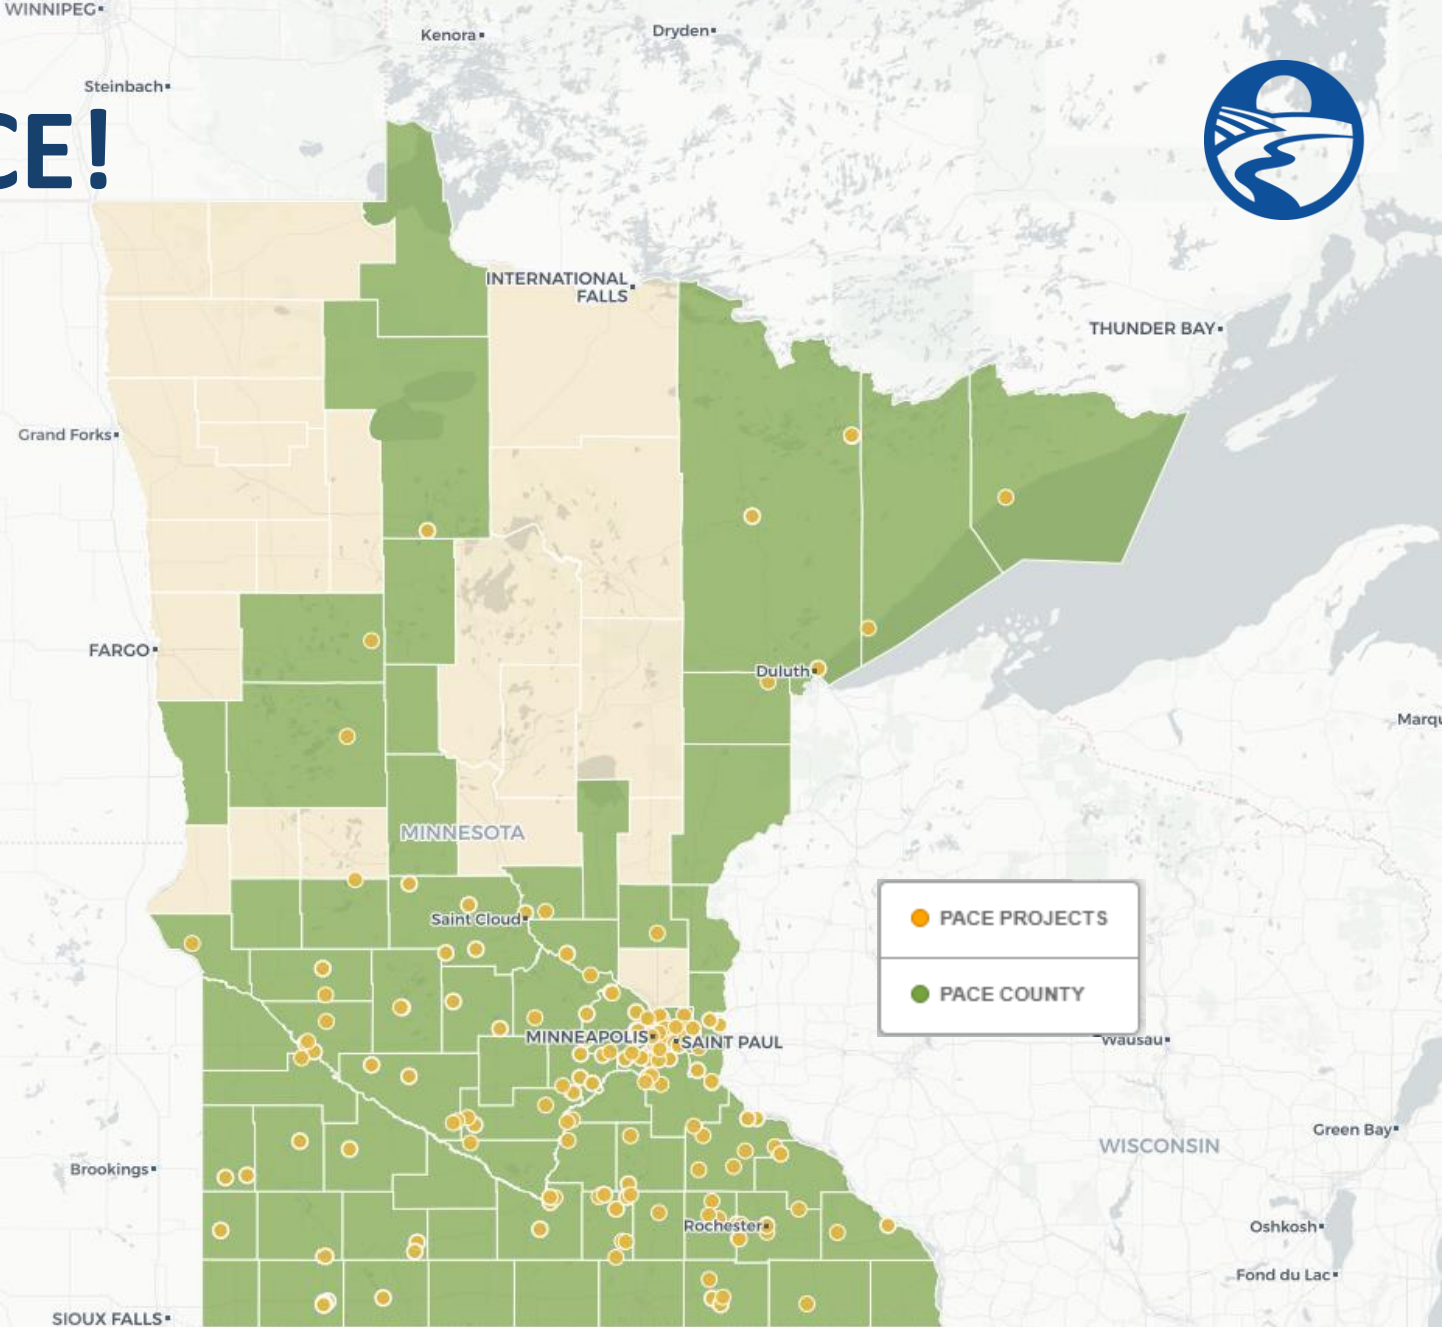 WINNIPEG
Kenora
Dryden
Steinbach
CE!
INTERNATIONAL
FALLS
THUNDER BAY
Grand Forks
FARGO
Duluth
Marqu
MINNESOTA
Saint Cloud
PACE PROJECTS
PACE COUNTY
MINNEAPOLIS
SAINT PAUL
Wausau
Green Bay
WISCONSIN
Brookings
Rochester
Oshkosh
Fond du Lac
SIOUX FALLS